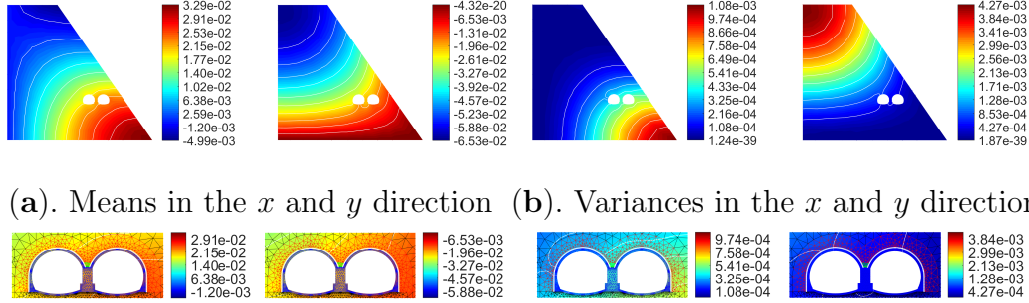 3.29e-02
2.91e-02
2.53e-02
2.15e-02
1.77e-02
1.40e-02
1.02e-02
6.38e-03
2.59e-03
-1.20e-03
-4.99e-03
-4.32e-20
-6.53e-03
-1.31e-02
-1.96e-02
-2.61e-02
-3.27e-02
-3.92e-02
-4.57e-02
-5.23e-02
-5.88e-02
-6.53e-02
1.08e-03
9.74e-04
8.66e-04
7.58e-04
6.49e-04
5.41e-04
4.33e-04
3.25e-04
2.16e-04
1.08e-04
1.24e-39
4.27e-03
3.84e-03
3.41e-03
2.99e-03
2.56e-03
2.13e-03
1.71e-03
1.28e-03
8.53e-04
4.27e-04
1.87e-39
(a). Means in the x and y direction (b). Variances in the x and y direction
2.91e-02
2.15e-02
1.40e-02
6.38e-03
-1.20e-03
-6.53e-03
-1.96e-02
-3.27e-02
-4.57e-02
-5.88e-02
9.74e-04
7.58e-04
5.41e-04
3.25e-04
1.08e-04
3.84e-03
2.99e-03
2.13e-03
1.28e-03
4.27e-04